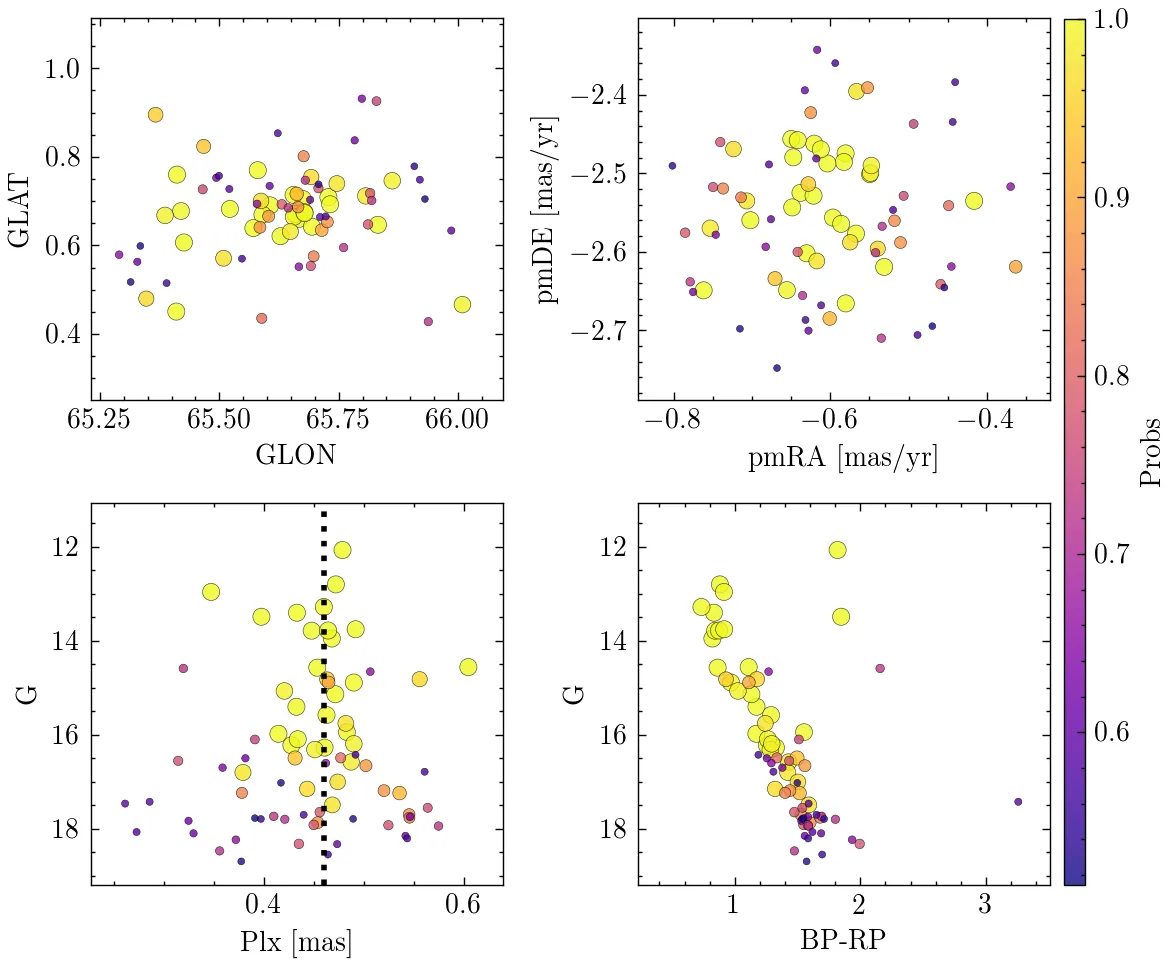 1.0
0.8
0.6
0.4
GLAT
65.25 65.50 65.75 66.00
GLON
−2.4
−2.5
−2.6
−2.7
pmDE [mas/yr]
−0.8 −0.6 −0.4
pmRA [mas/yr]
1.0
0.9
0.8
0.7
0.6
Probs
12
14
16
18
G
0.4 0.6
Plx [mas]
12
14
16
18
G
1 2 3
BP-RP